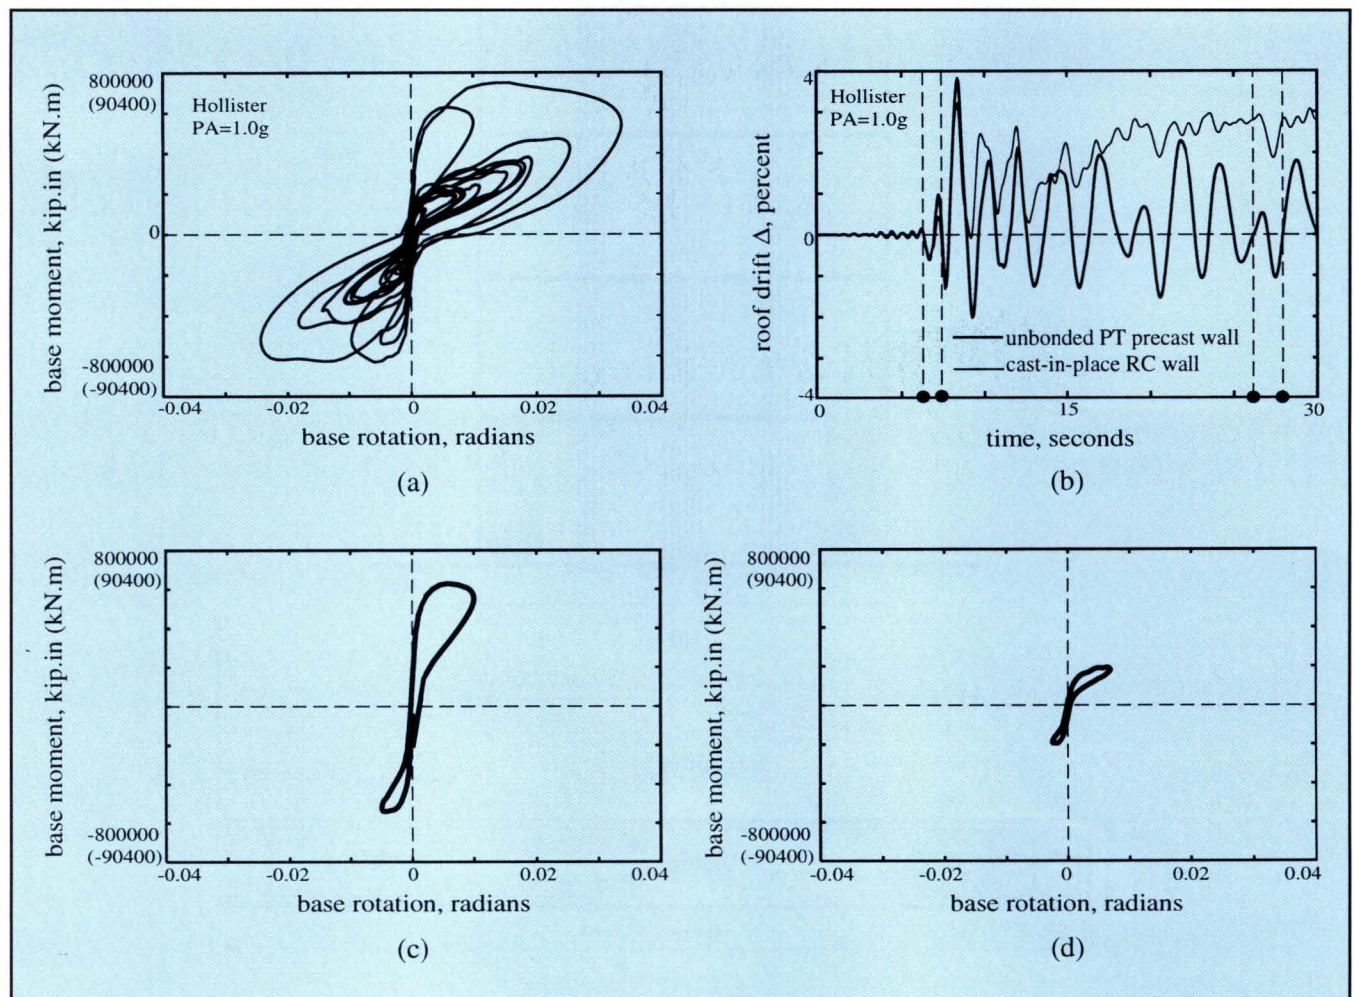 800000
(90400)
Hollister
PA=1.0g
base moment, kip.in (kN.m)
0
-800000
(-90400)
-0.04
-0.02
0
0.02
0.04
base rotation, radians
(a)
4
Hollister
PA=1.0g
roof drift Δ, percent
0
unbonded PT precast wall
cast-in-place RC wall
-4
0
15
30
time, seconds
(b)
800000
(90400)
base moment, kip.in (kN.m)
-800000
(-90400)
-0.04
-0.02
0
0.02
0.04
base rotation, radians
(c)
800000
(90400)
base moment, kip.in (kN.m)
-800000
(-90400)
-0.04
-0.02
0
0.02
0.04
base rotation, radians
(d)